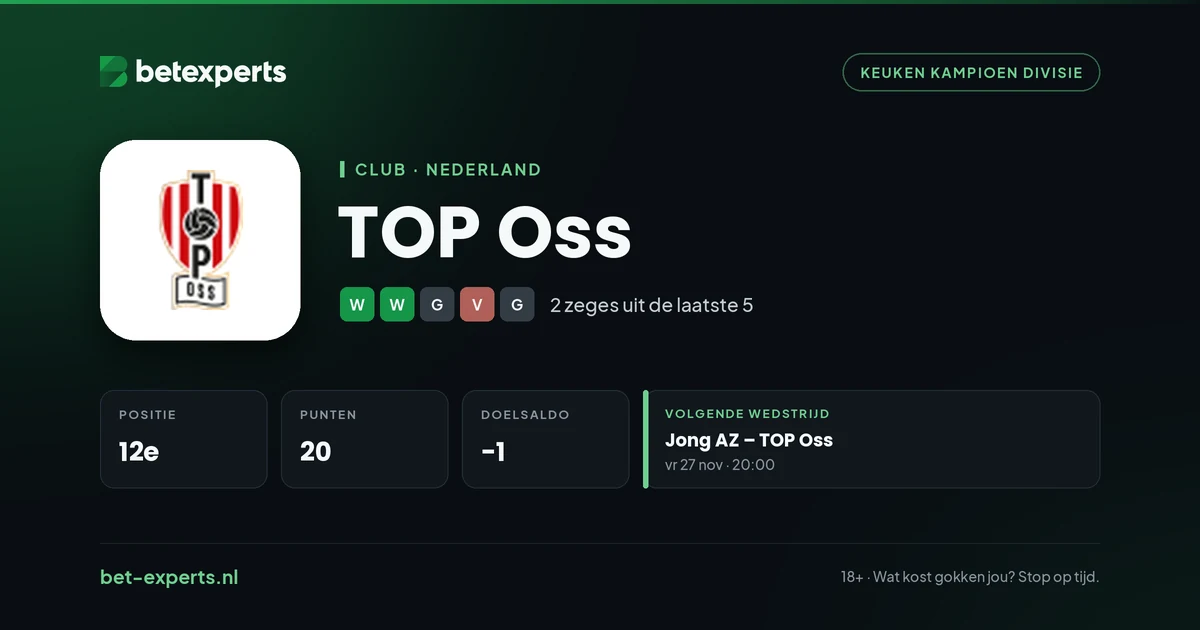 betexperts
KEUKEN KAMPIOEN DIVISIE
T
O
P
OSS
CLUB · NEDERLAND
TOP Oss
W W G V G 2 zeges uit de laatste 5
POSITIE
12e
PUNTEN
20
DOELSALDO
−1
VOLGENDE WEDSTRIJD
Jong AZ – TOP Oss
vr 27 nov · 20:00
bet-experts.nl
18+ · Wat kost gokken jou? Stop op tijd.